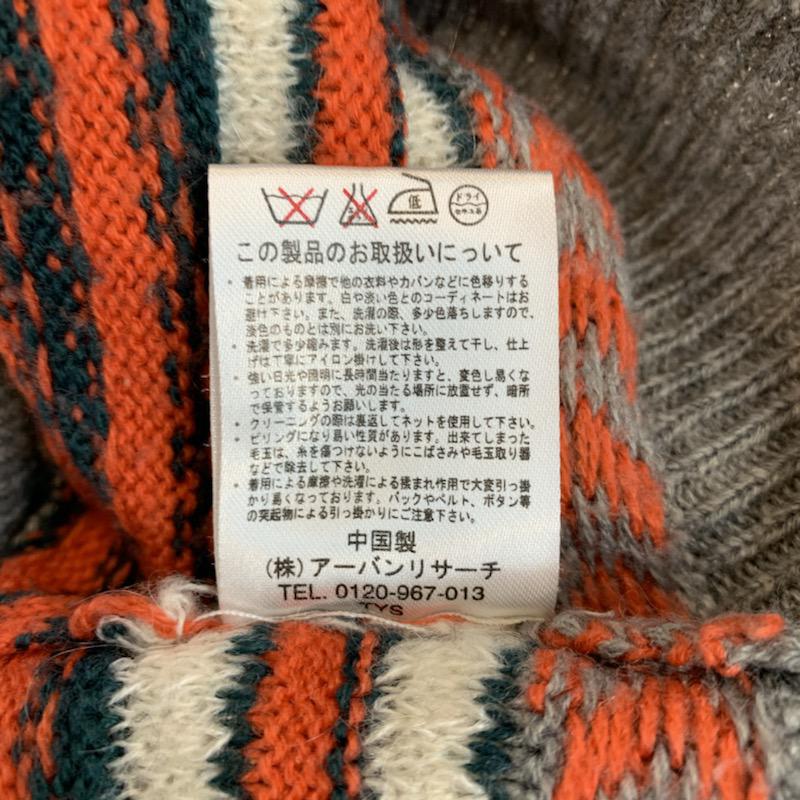 低
ドライ
この製品のお取扱いについて
・着用による摩擦で他の衣料やカバンなどに色移りする
ことがあります。白や淡い色とのコーディネートはお
避け下さい。また、洗濯の際、多少色落ちしますので、
淡色のものとは別にお洗い下さい。
・洗濯で多少縮みます。洗濯後は形を整えて干し、仕上
げは丁寧にアイロン掛けして下さい。
・強い日光や照明に長時間当たりますと、変色し易くな
っておりますので、光の当たる場所に放置せず、暗所
で保管するようお願いします。
・クリーニングの際は裏返してネットを使用して下さい。
・ピリングになり易い性質があります。出来てしまった
毛玉は、糸を傷つけないようにこばさみや毛玉取り器
などで除去して下さい。
・着用による摩擦や洗濯による揉まれ作用で大変引っ掛
かり易くなっております。バックやベルト、ボタン等
の突起物による引っ掛かりにご注意下さい。
中国製
(株)アーバンリサーチ
TEL. 0120-967-013
TYS